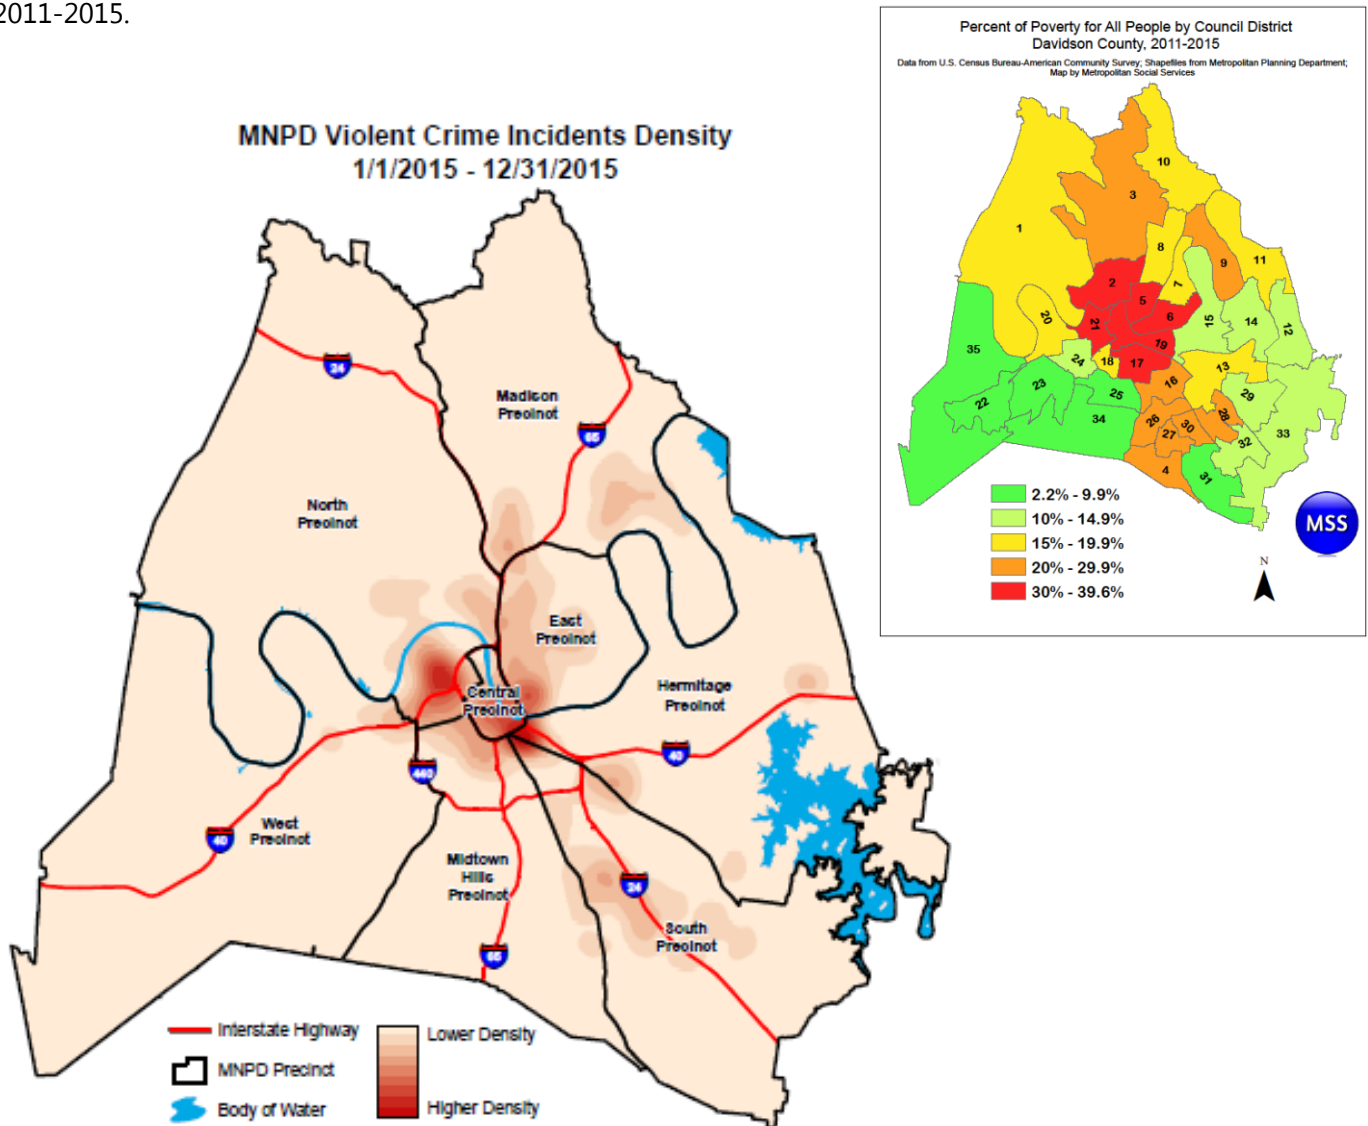 2011-2015.
Percent of Poverty for All People by Council District
Davidson County, 2011-2015
Data from U.S. Census Bureau-American Community Survey; Shapefiles from Metropolitan Planning Department;
Map by Metropolitan Social Services
10
3
1
8
9
11
7
2
5
6
20
21
15
14
12
19
35
24
18
17
13
16
23
22
25
29
34
26
28
30
27
33
32
4
31
2.2% - 9.9%
10% - 14.9%
15% - 19.9%
20% - 29.9%
30% - 39.6%
MSS
N
MNPD Violent Crime Incidents Density
1/1/2015 - 12/31/2015
24
Madison
Precinct
65
North
Precinct
East
Precinct
Hermitage
Precinct
Central
Precinct
40
440
West
Precinct
40
Midtown
Hills
Precinct
24
South
Precinct
65
Interstate Highway
MNPD Precinct
Body of Water
Lower Density
Higher Density